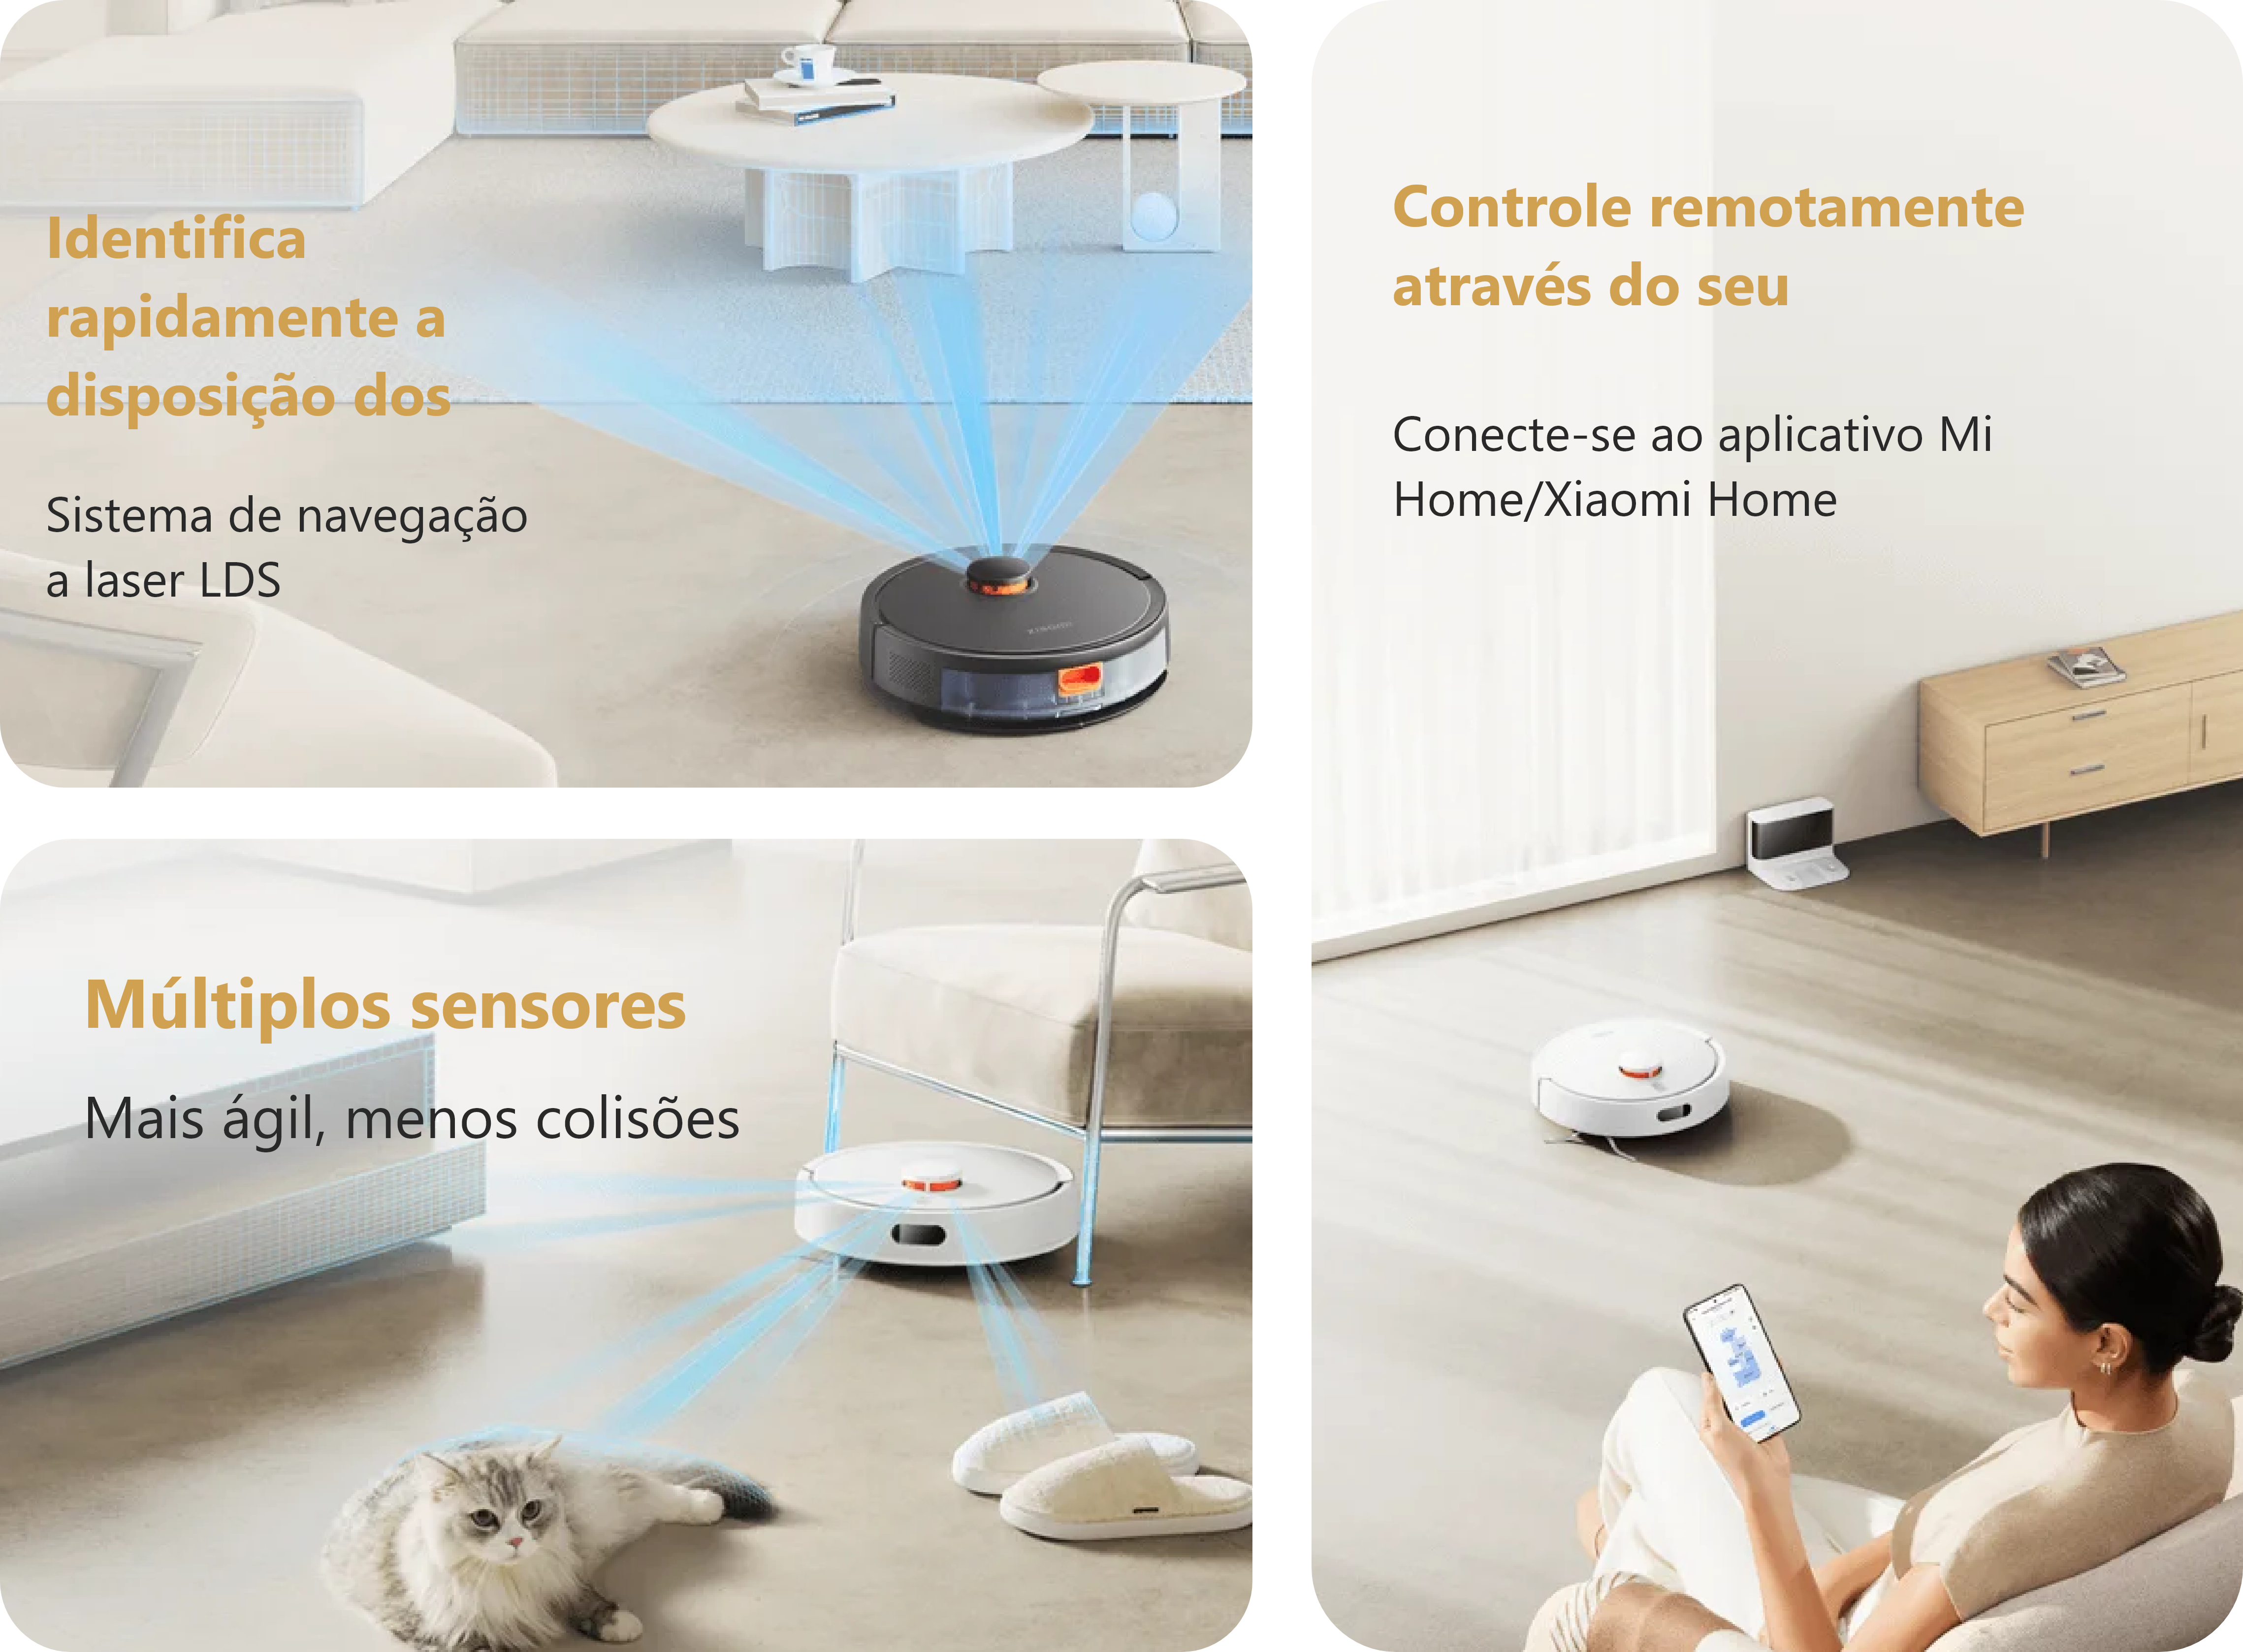 Identifica
rapidamente a
disposição dos
Sistema de navegação
a laser LDS
xiaomi
Múltiplos sensores
Mais ágil, menos colisões
Controle remotamente
através do seu
Conecte-se ao aplicativo Mi
Home/Xiaomi Home